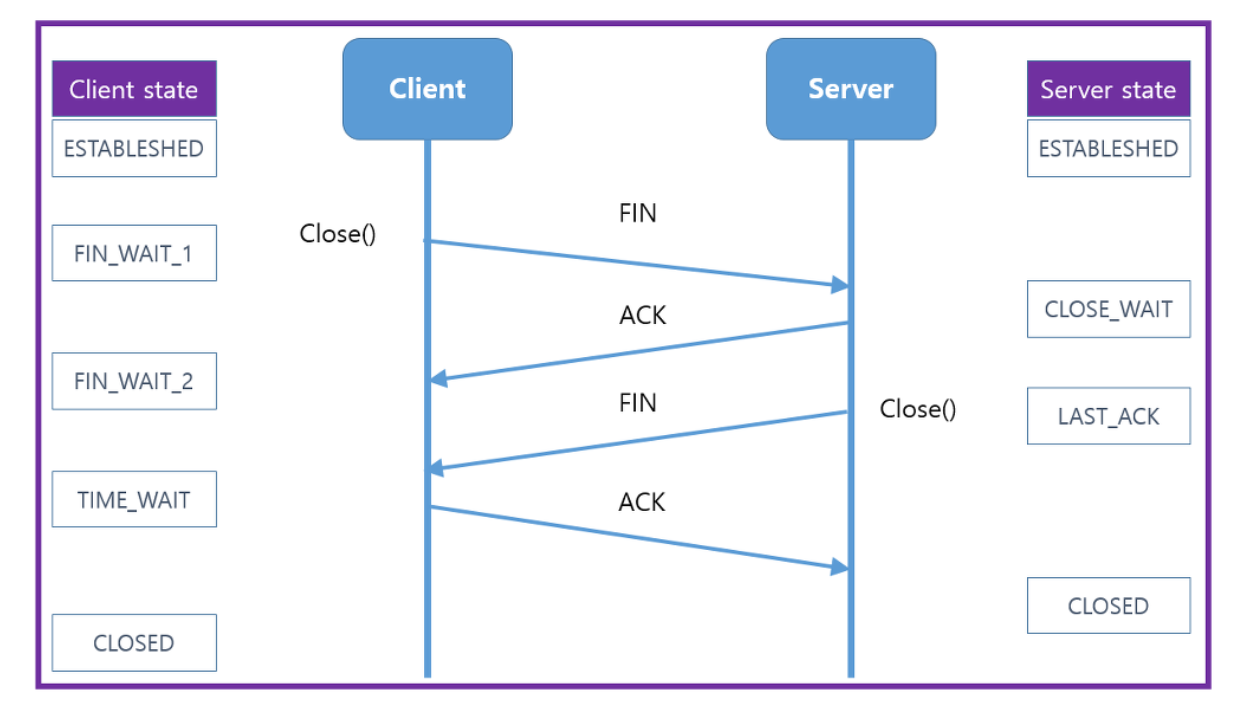 Client state
Client
Server
Server state
ESTABLESHED
ESTABLESHED
FIN
Close()
FIN_WAIT_1
ACK
CLOSE_WAIT
FIN_WAIT_2
FIN
Close()
LAST_ACK
TIME_WAIT
ACK
CLOSED
CLOSED